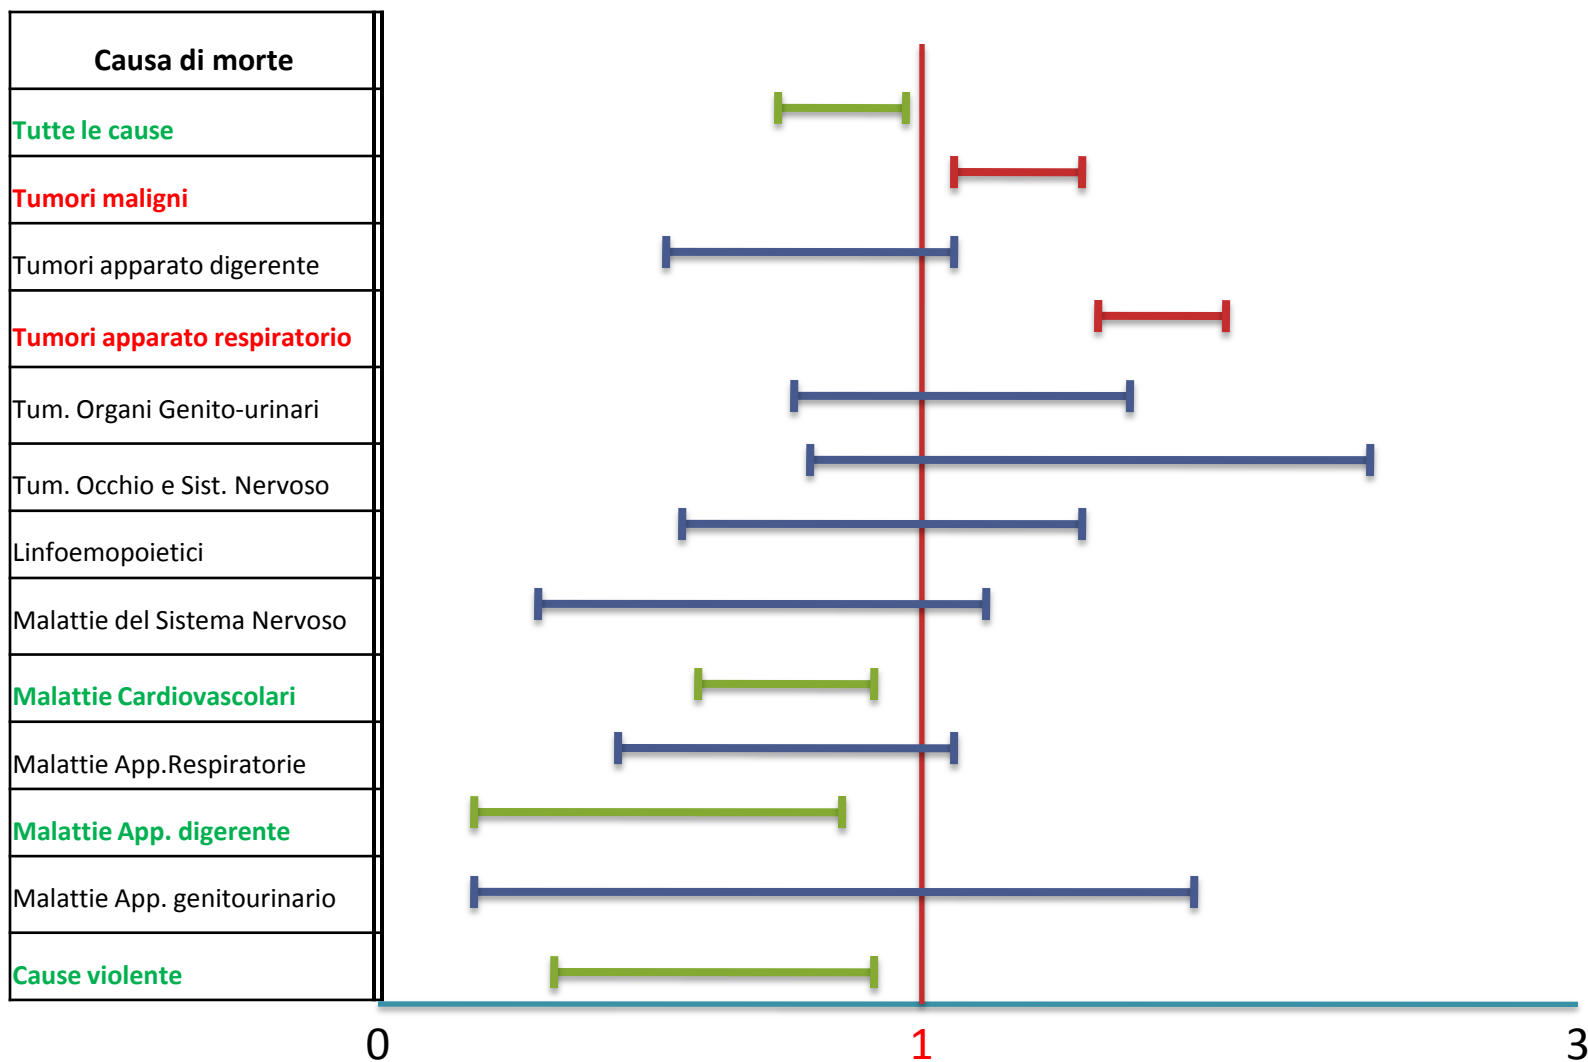 Causa di morte
Tutte le cause
Tumori maligni
Tumori apparato digerente
Tumori apparato respiratorio
Tum. Organi Genito-urinari
Tum. Occhio e Sist. Nervoso
Linfoemopoietici
Malattie del Sistema Nervoso
Malattie Cardiovascolari
Malattie App.Respiratorie
Malattie App. digerente
Malattie App. genitourinario
Cause violente
0 1 3